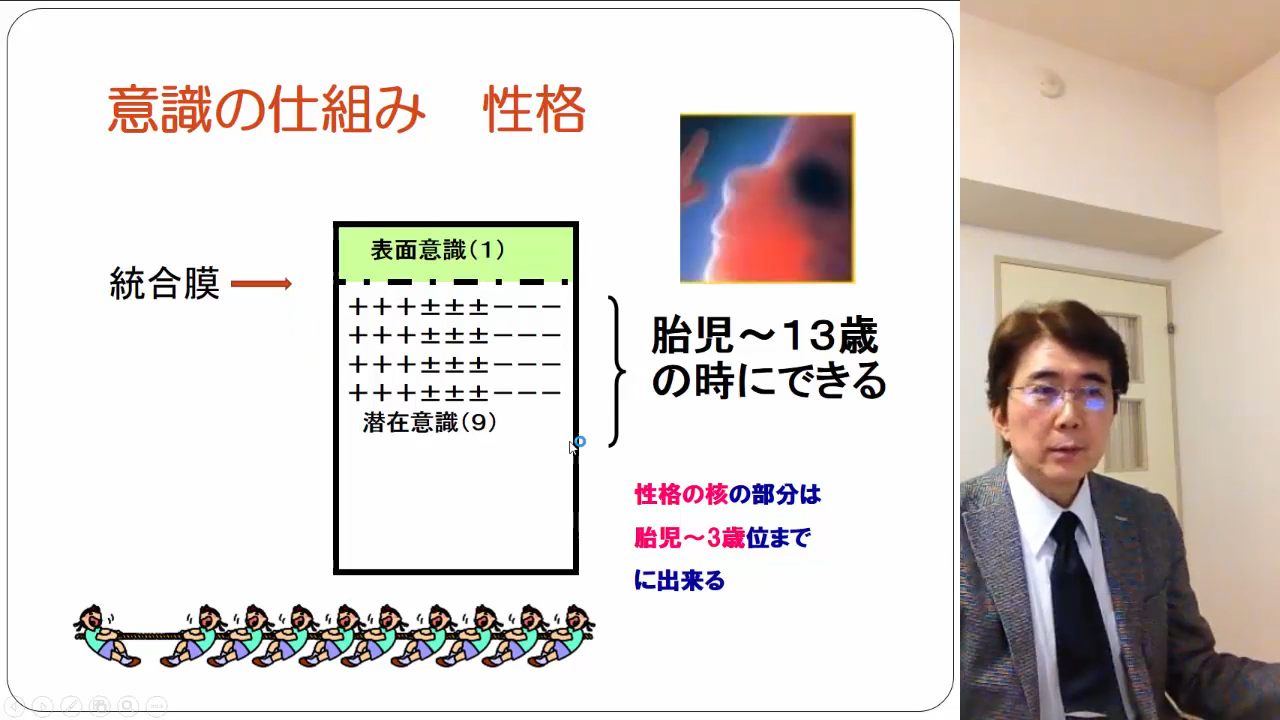 意識の仕組み　性格
表面意識（1）
統合膜
＋＋＋±±±－－－
＋＋＋±±±－－－
＋＋＋±±±－－－
＋＋＋±±±－－－
潜在意識（9）
胎児～13歳
の時にできる
性格の核の部分は
胎児～3歳位まで
に出来る